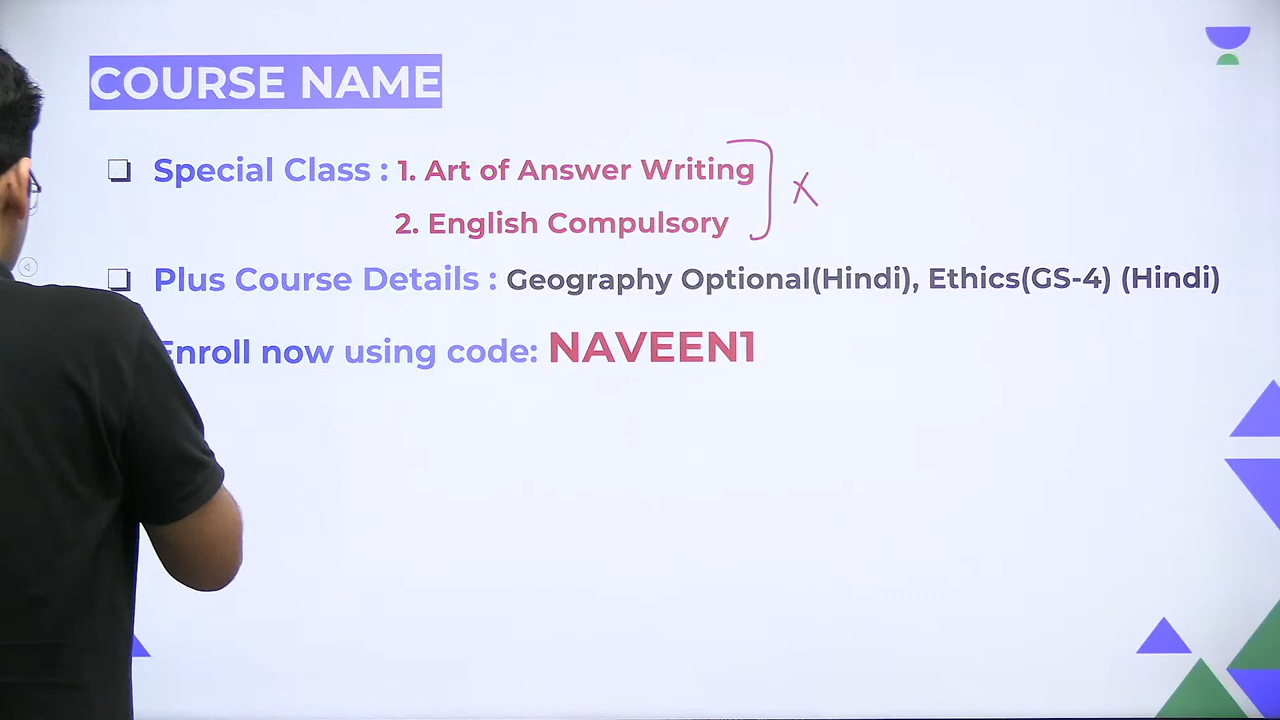 COURSE NAME
Special Class : 1. Art of Answer Writing
2. English Compulsory
X
Plus Course Details : Geography Optional(Hindi), Ethics(GS-4) (Hindi)
Enroll now using code: NAVEEN1